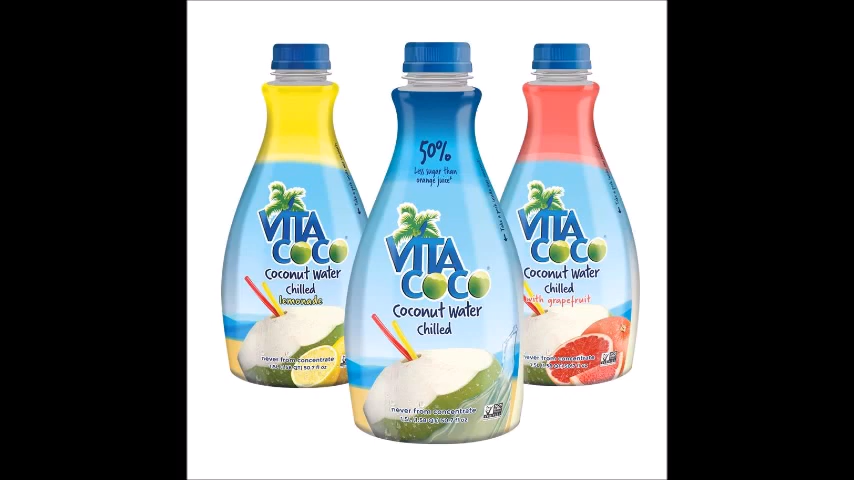 VITA
COCO
Coconut Water
Chilled
lemonade
never from concentrate
50%
Less sugar than
orange juice*
VITA
COCO
Coconut Water
Chilled
never from concentrate
VITA
COCO
Coconut Water
Chilled
with grapefruit
never from concentrate